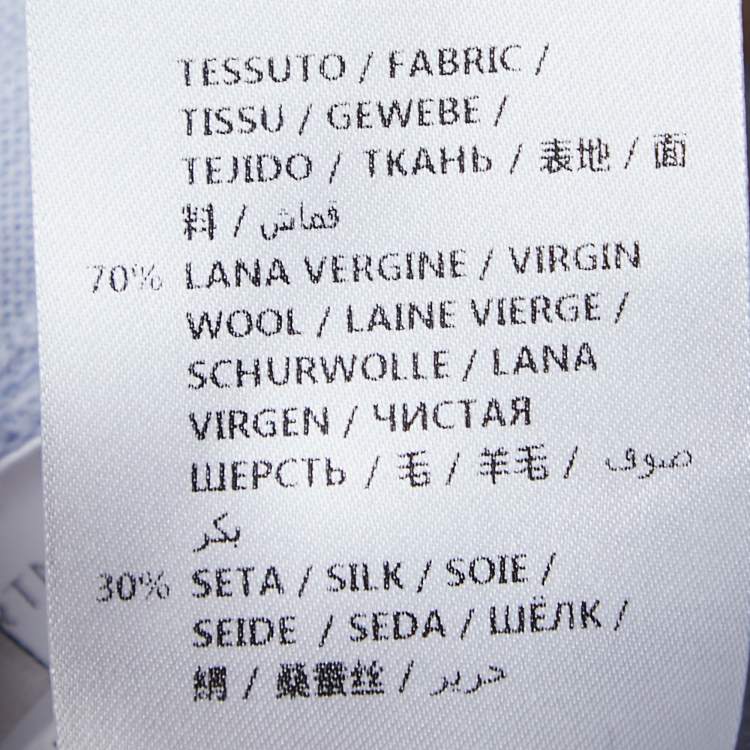 TESSUTO / FABRIC /
TISSU / GEWEBE /
TEJIDO / ТКАНЬ / 表地 / 面
料 / قماش
70% LANA VERGINE / VIRGIN
WOOL / LAINE VIERGE /
SCHURWOLLE / LANA
VIRGEN / ЧИСТАЯ
ШЕРСТЬ / 毛 / 羊毛 / صوف
بكر
30% SETA / SILK / SOIE /
SEIDE / SEDA / ШЁЛК /
絹 / 桑蚕丝 / حرير